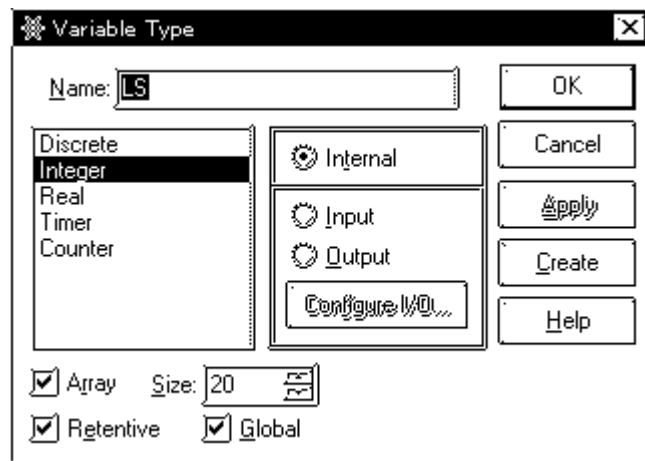 Variable Type
Name: LS
OK
Discrete
Integer
Real
Timer
Counter
Internal
Input
Output
Configure I/O...
Cancel
Apply
Create
Help
Array Size: 20
Retentive Global